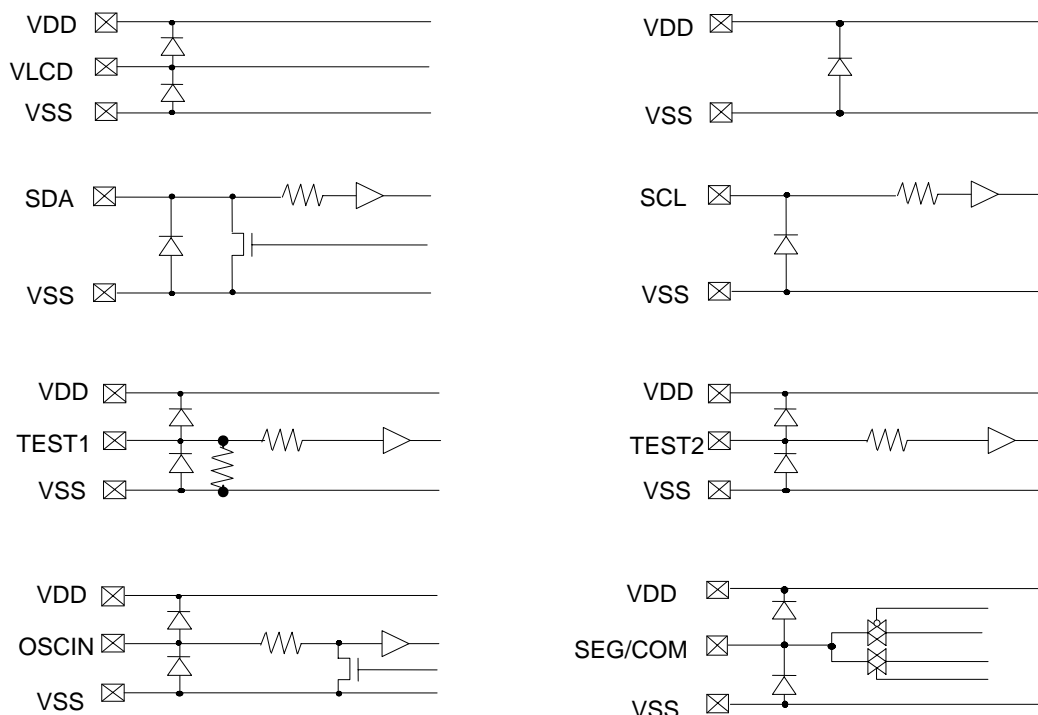 VDD
VLCD
VSS
VDD
VSS
SDA
VSS
SCL
VSS
VDD
TEST1
VSS
VDD
TEST2
VSS
VDD
OSCIN
VSS
VDD
SEG/COM
VSS